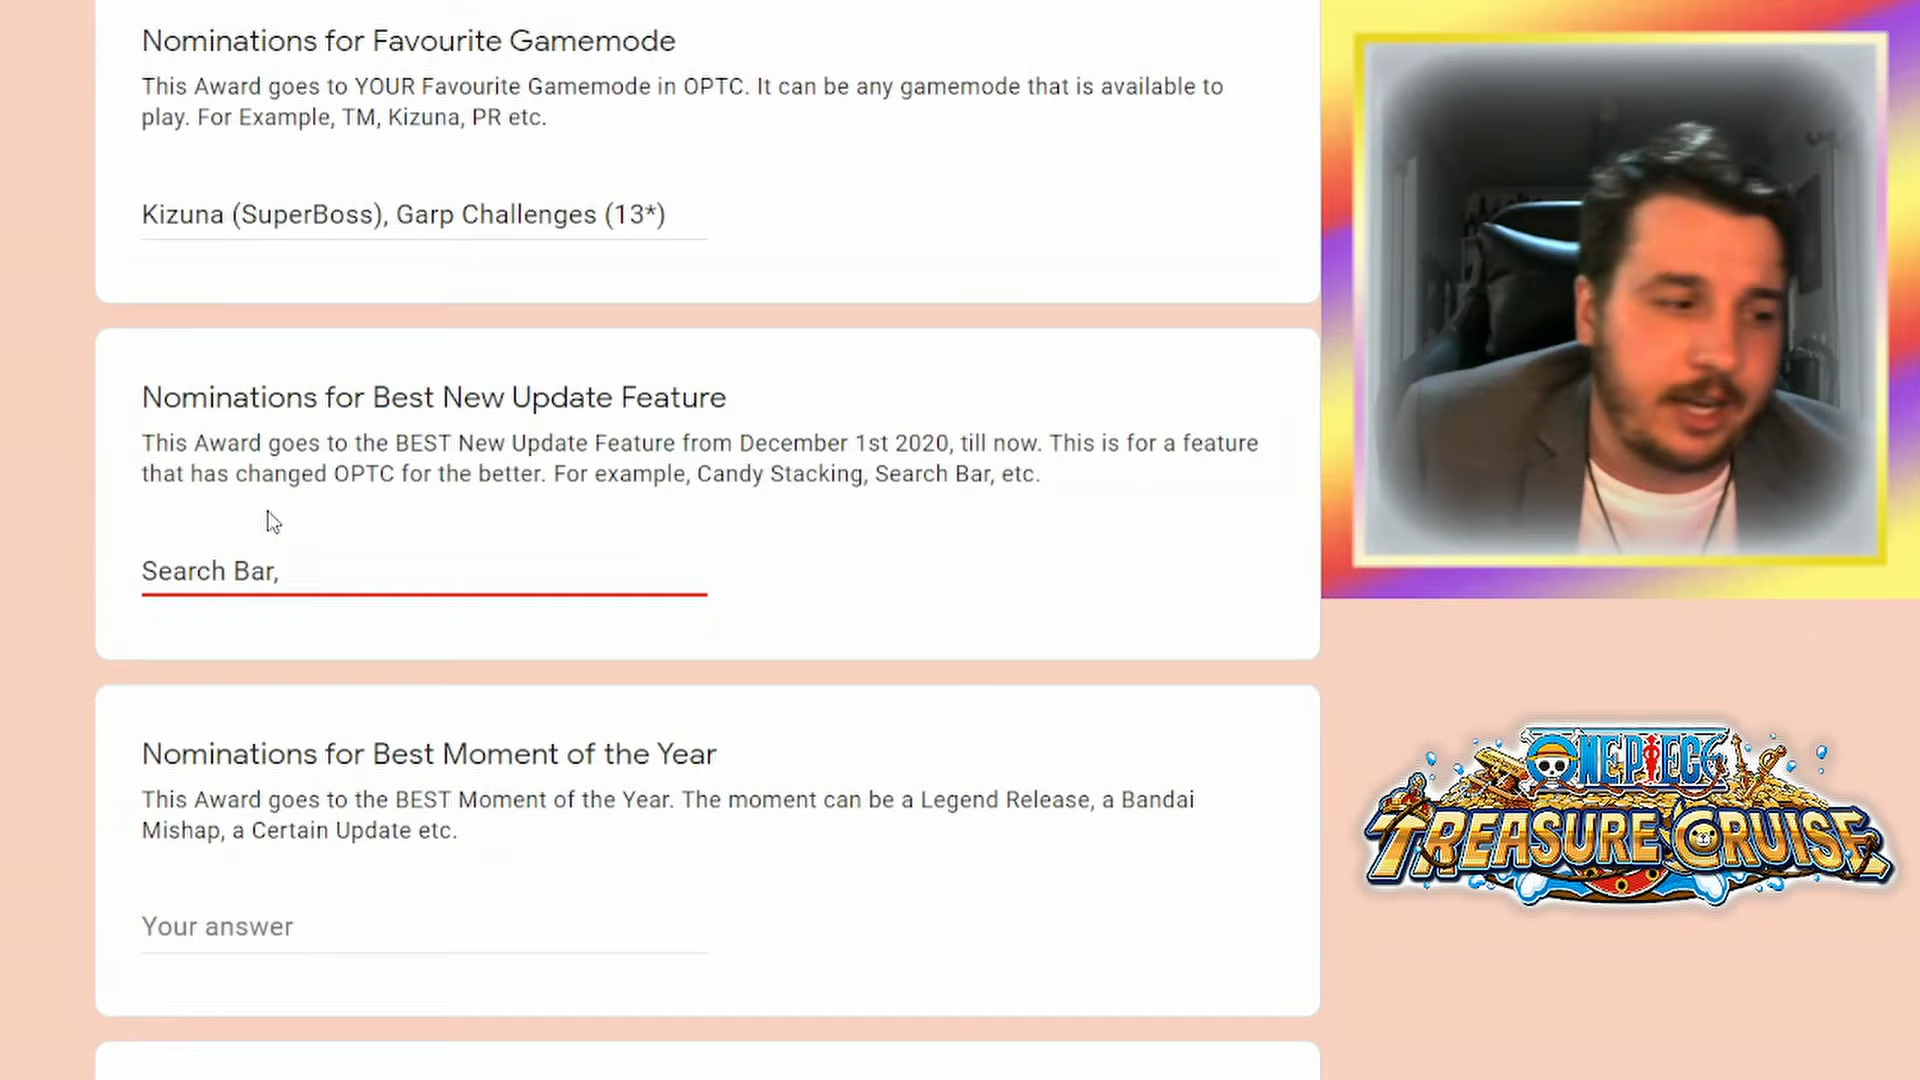 Nominations for Favourite Gamemode
This Award goes to YOUR Favourite Gamemode in OPTC. It can be any gamemode that is available to
play. For Example, TM, Kizuna, PR etc.
Kizuna (SuperBoss), Garp Challenges (13*)
Nominations for Best New Update Feature
This Award goes to the BEST New Update Feature from December 1st 2020, till now. This is for a feature
that has changed OPTC for the better. For example, Candy Stacking, Search Bar, etc.
Search Bar,
Nominations for Best Moment of the Year
This Award goes to the BEST Moment of the Year. The moment can be a Legend Release, a Bandai
Mishap, a Certain Update etc.
Your answer
ONE PIECE
TREASURE CRUISE